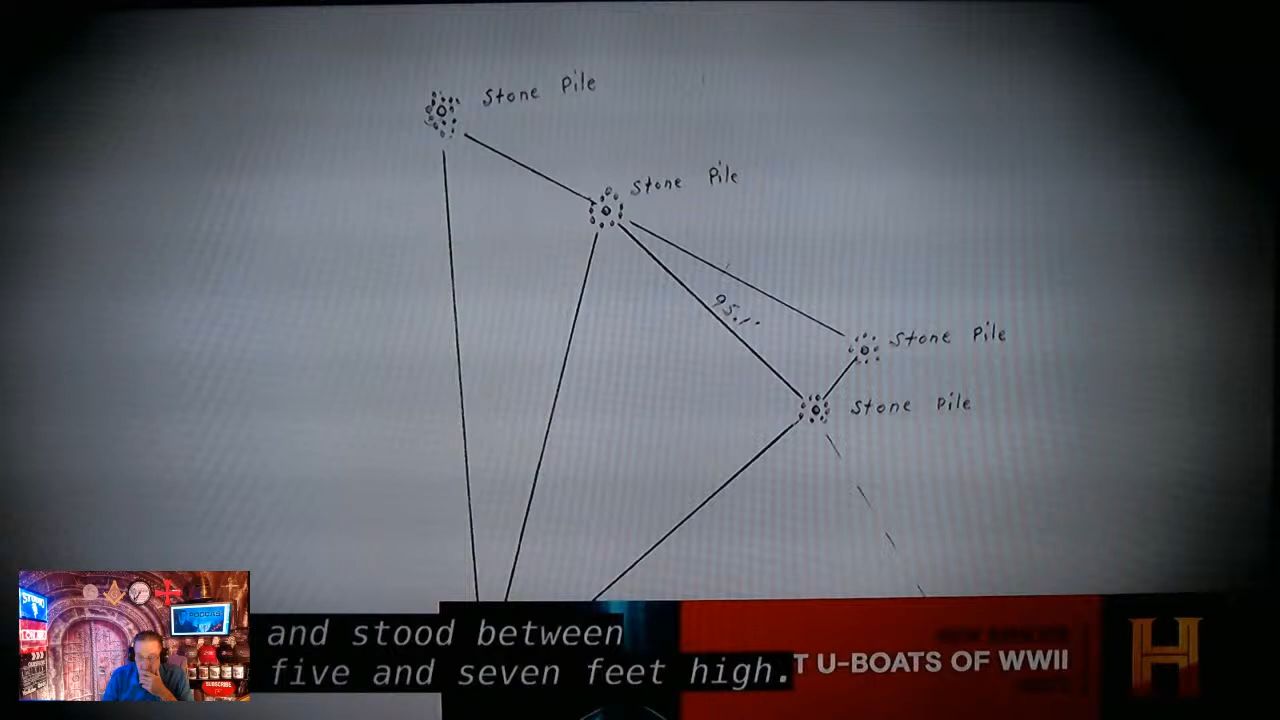 Stone Pile
Stone Pile
95.1'
Stone Pile
Stone Pile
and stood between
five and seven feet high.
T U-BOATS OF WWII
H
SUBSCRIBE